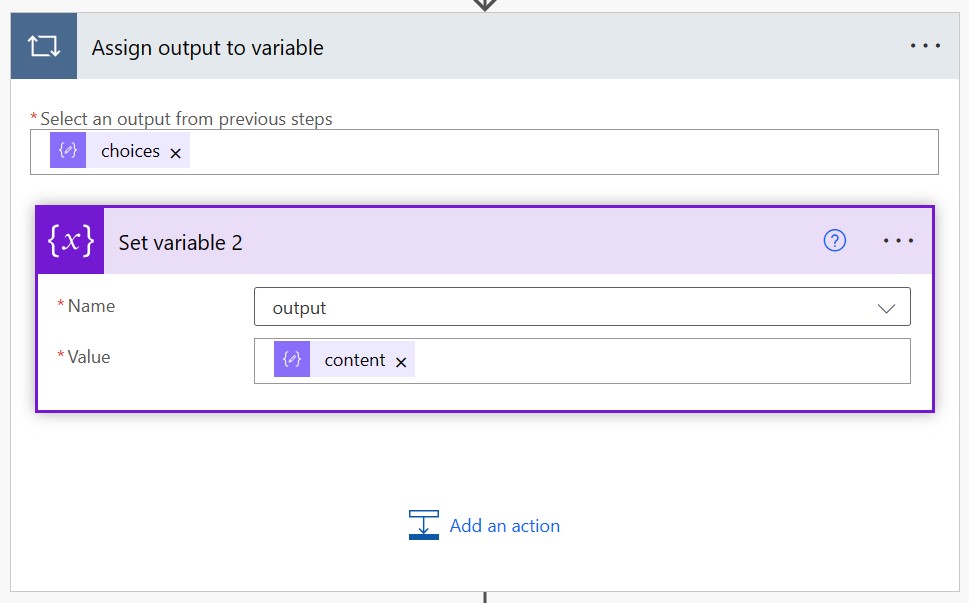 Assign output to variable
* Select an output from previous steps
choices ×
{x} Set variable 2
* Name
output
* Value
content ×
Add an action